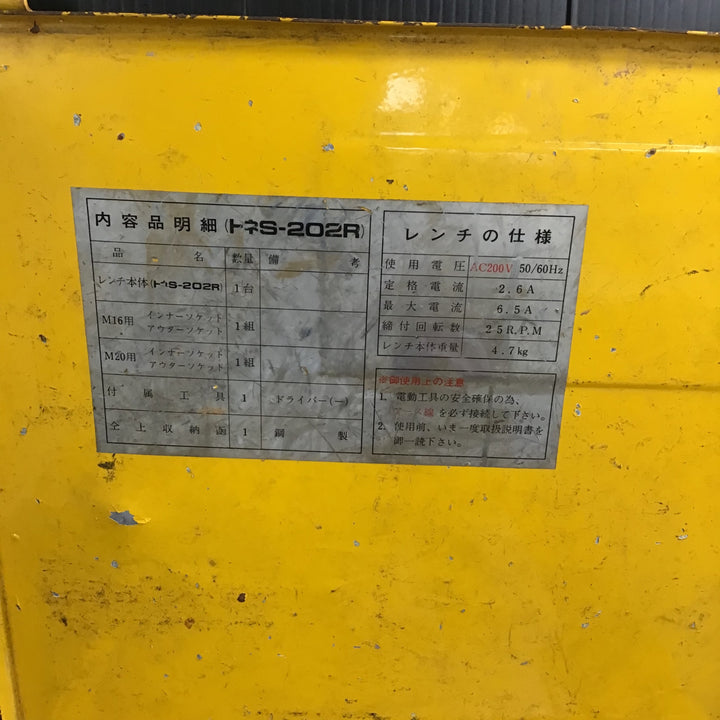 内容品明細(トネS-202R)
品名 数量 備考
レンチ本体(トネS-202R) 1台
M16用 インナーソケット アウターソケット 1組
M20用 インナーソケット アウターソケット 1組
付属工具 1 ドライバー(一)
仝上収納函 1 鋼製
レンチの仕様
使用電圧 AC200V 50/60Hz
定格電流 2.6A
最大電流 6.5A
締付回転数 25R.P.M
レンチ本体重量 4.7kg
※御使用上の注意
1. 電動工具の安全確保の為、
アース線を必ず接続して下さい。
2. 使用前、いま一度取扱説明書を
御一読下さい。